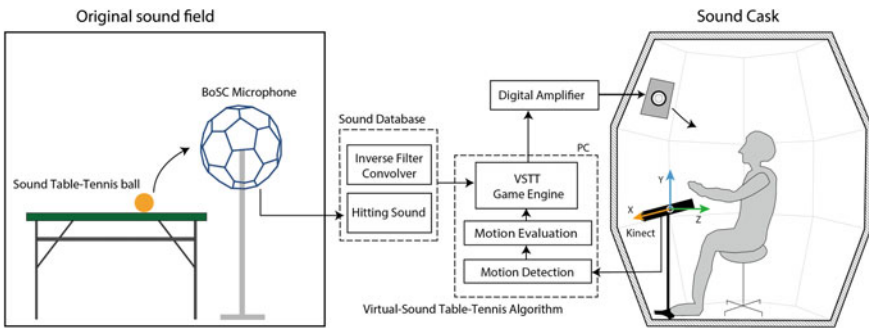 Original sound field
BoSC Microphone
Sound Table-Tennis ball
Sound Database
Inverse Filter
Convolver
Hitting Sound
Digital Amplifier
PC
VSTT
Game Engine
Motion Evaluation
Motion Detection
Virtual-Sound Table-Tennis Algorithm
Sound Cask
Y
X
Z
Kinect